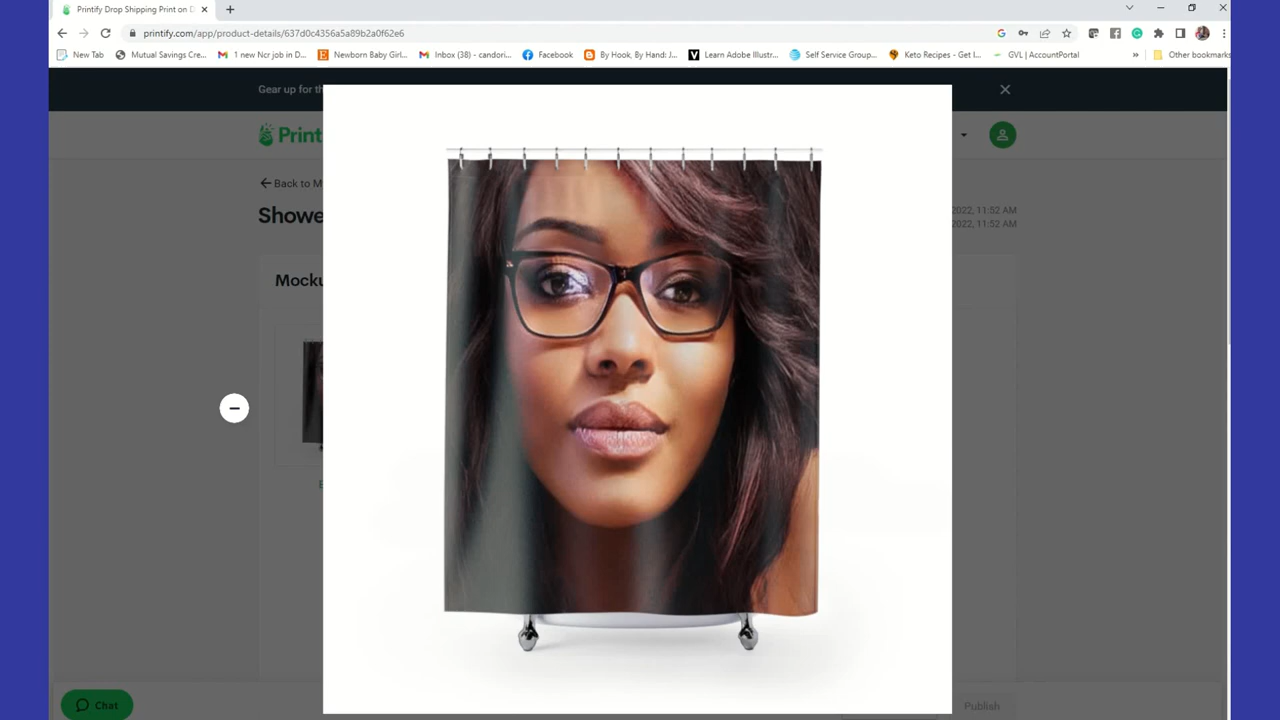 Printify Drop Shipping Print on D
printify.com/app/product-details/637d0c4356a5a89b2a0f62e6
New Tab
Mutual Savings Cre...
1 new Ncr job in D...
Newborn Baby Girl...
Inbox (38) - candori...
Facebook
By Hook, By Hand: J...
Learn Adobe Illustr...
Self Service Group...
Keto Recipes - Get I...
GVL | AccountPortal
»
Other bookmarks
Gear up for th
Print
Back to M
2022, 11:52 AM
Showe
2022, 11:52 AM
Mocku
E
Chat
Publish